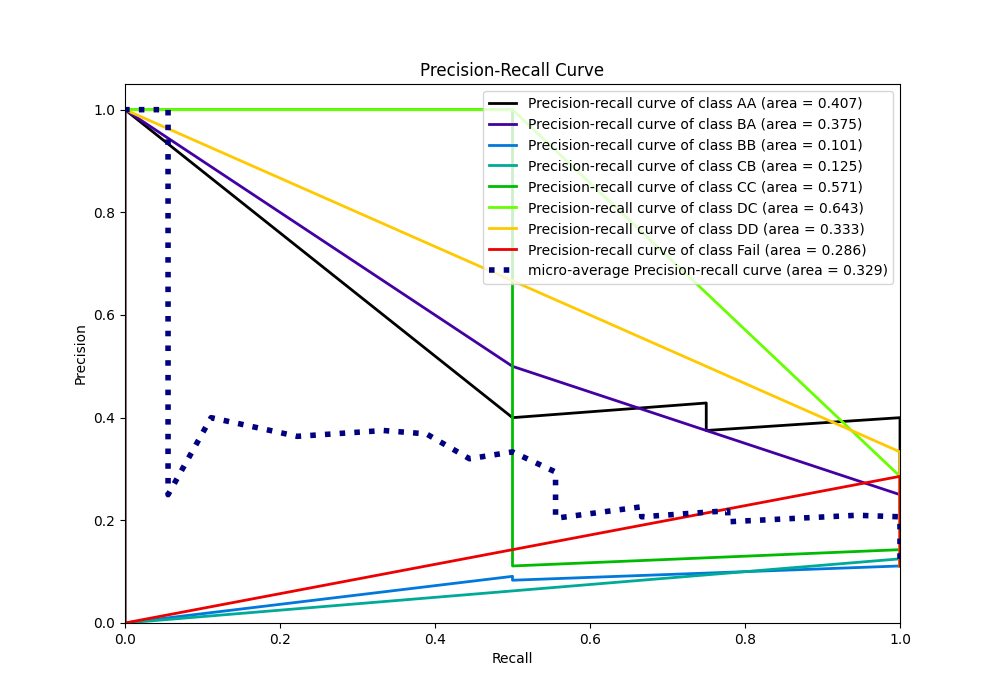 Precision-Recall Curve
Precision-recall curve of class AA (area = 0.407)
Precision-recall curve of class BA (area = 0.375)
Precision-recall curve of class BB (area = 0.101)
Precision-recall curve of class CB (area = 0.125)
Precision-recall curve of class CC (area = 0.571)
Precision-recall curve of class DC (area = 0.643)
Precision-recall curve of class DD (area = 0.333)
Precision-recall curve of class Fail (area = 0.286)
micro-average Precision-recall curve (area = 0.329)
Precision
1.0
0.8
0.6
0.4
0.2
0.0
0.0 0.2 0.4 0.6 0.8 1.0
Recall